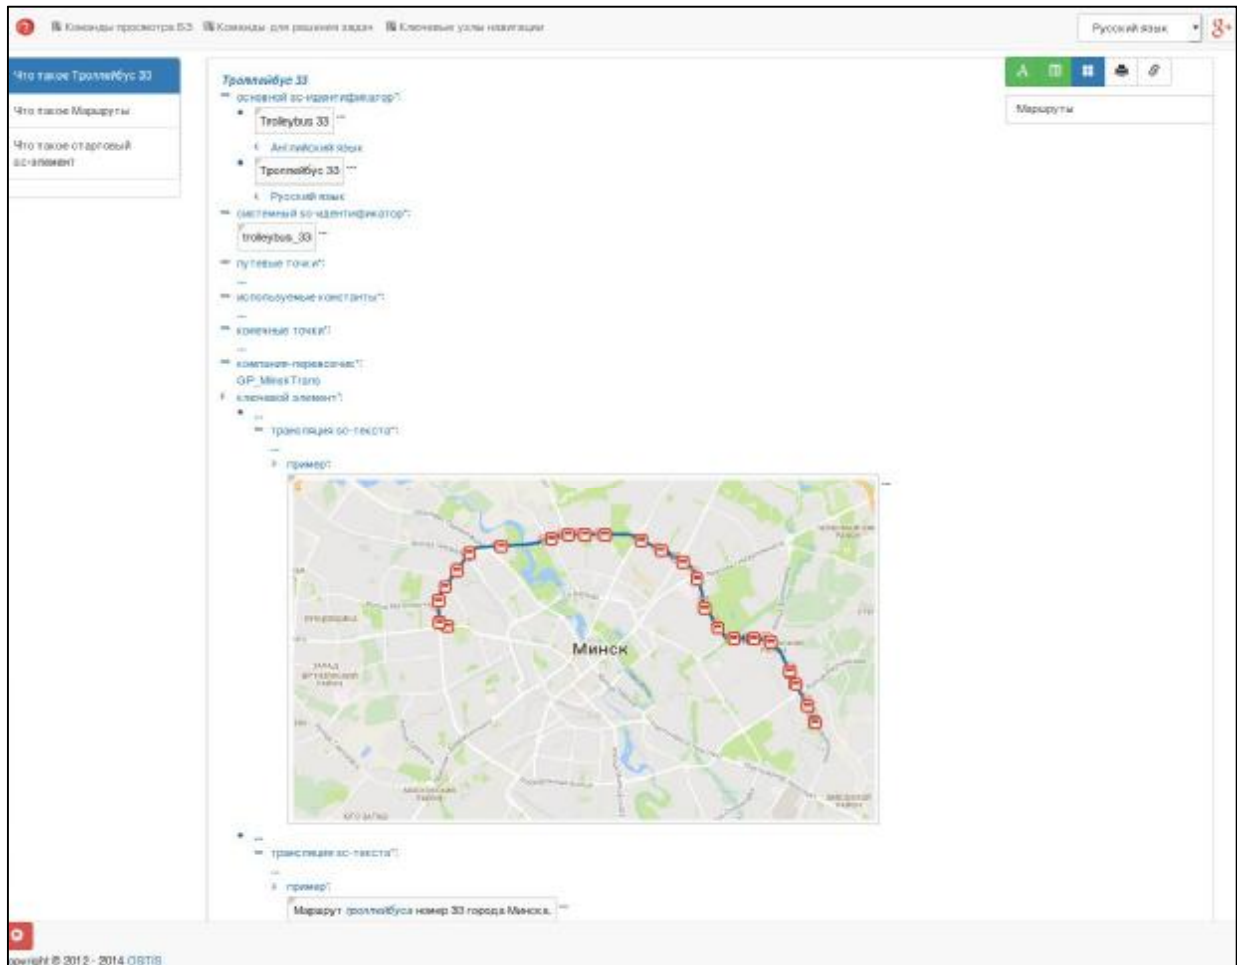 Команды просмотра БЗ Команды для решения задач Ключевые узлы навигации Русский язык
Что такое Троллейбус 33
Что такое Маршруты
Что такое стартовый
sc-элемент
Троллейбус 33
основной sc-идентификатор*:
Trolleybus 33
Английский язык
Троллейбус 33
Русский язык
системный sc-идентификатор*:
trolleybus_33
путевые точки*:
...
используемые константы*:
...
конечные точки*:
...
компания-перевозчик*:
GP_MinskTrans
ключевой элемент*:
...
трансляция sc-текста*:
...
пример*:
Минск
...
трансляция sc-текста*:
...
пример*:
Маршрут троллейбуса номер 33 города Минска.
Маршруты
Copyright © 2012 - 2014 OSTIS